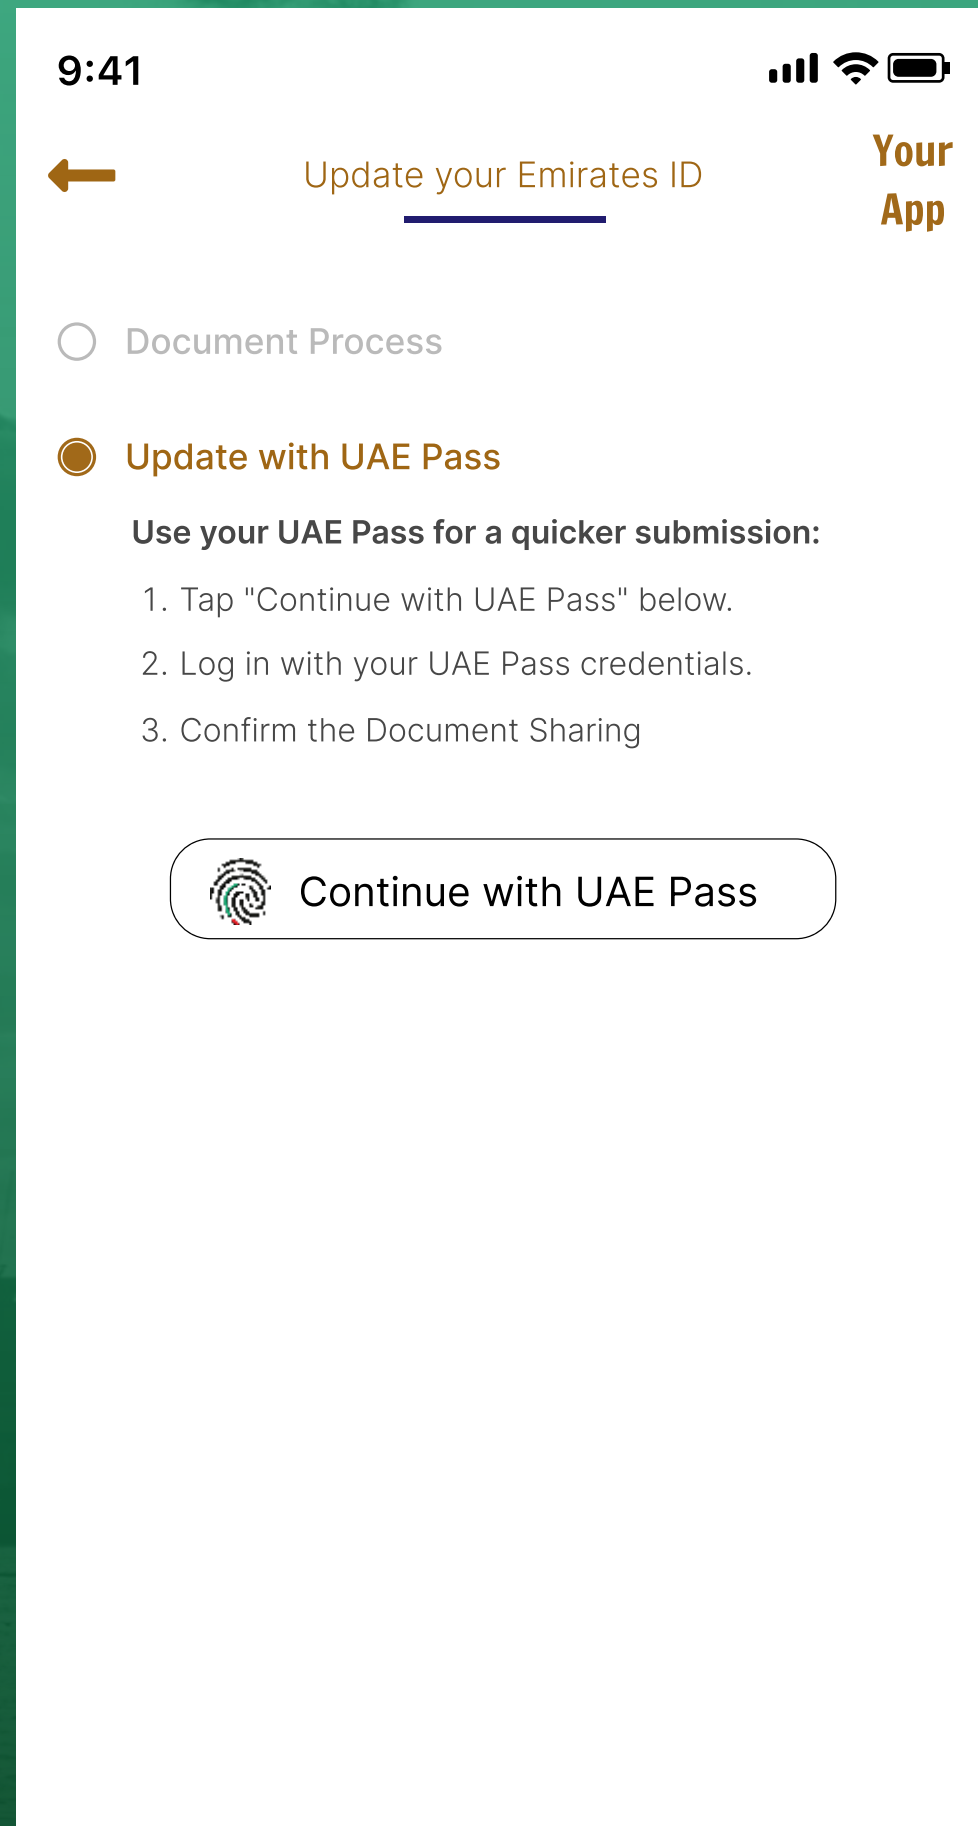 9:41
Update your Emirates ID
Your
App
Document Process
Update with UAE Pass
Use your UAE Pass for a quicker submission:
1. Tap "Continue with UAE Pass" below.
2. Log in with your UAE Pass credentials.
3. Confirm the Document Sharing
Continue with UAE Pass